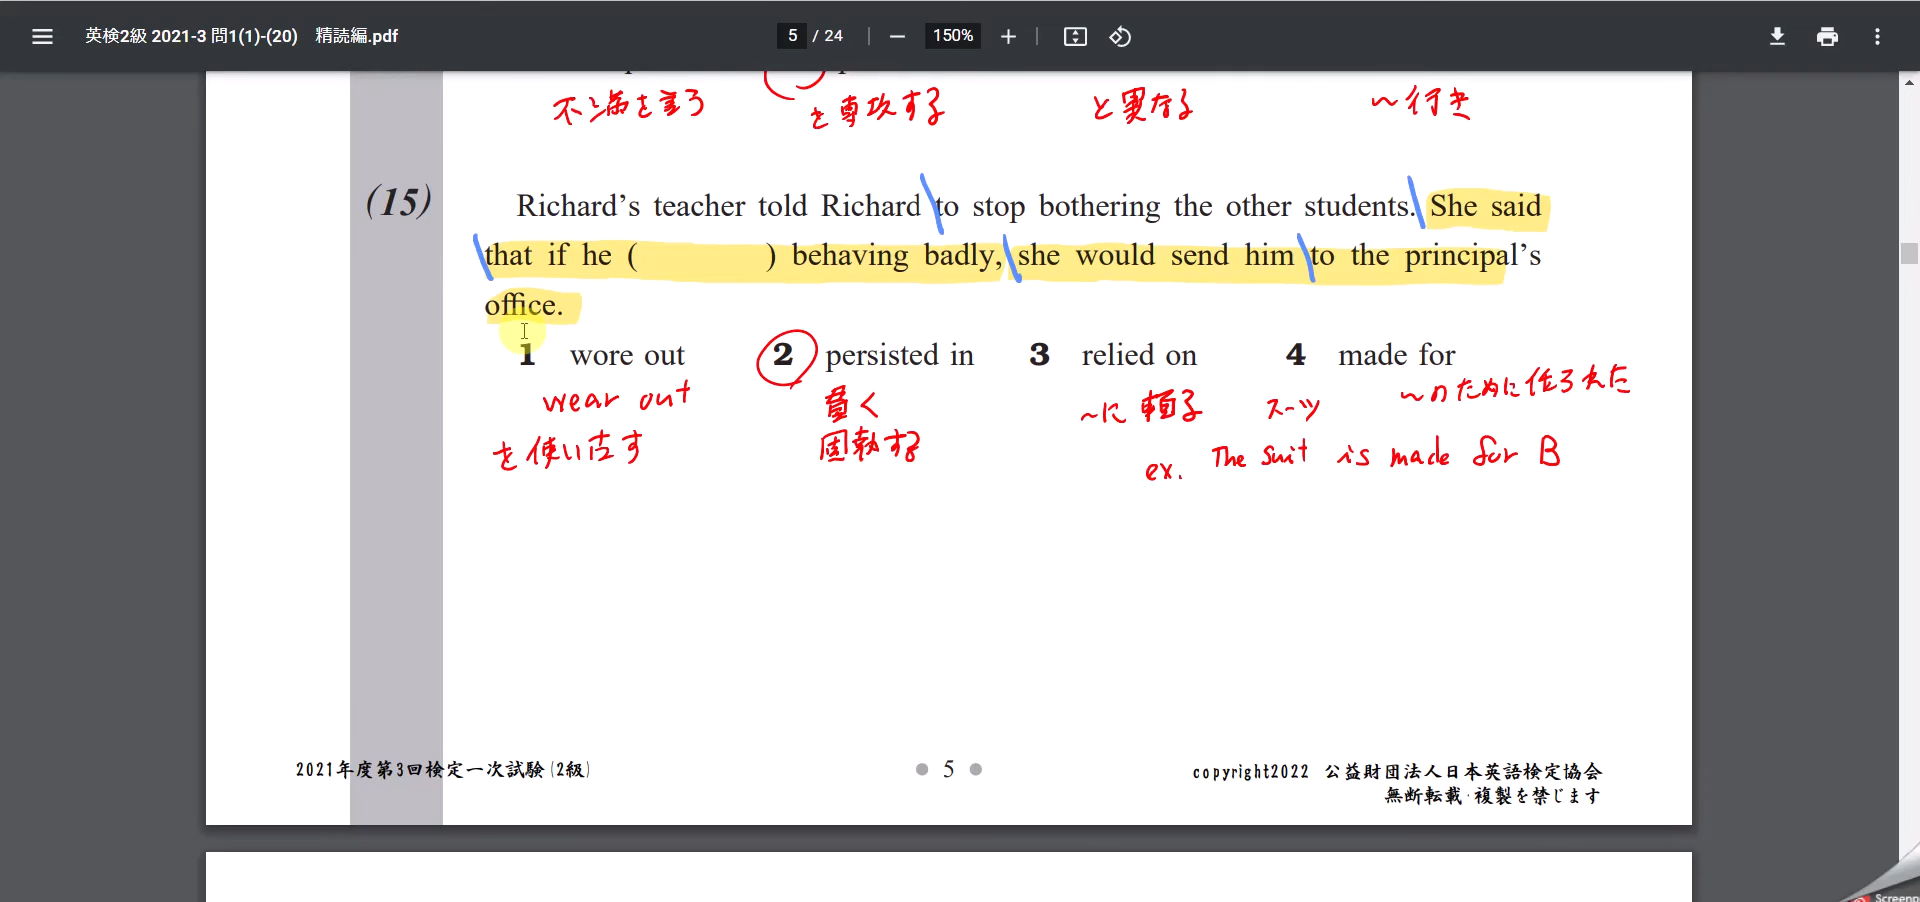 英検2級 2021-3 問1(1)-(20) 精読編.pdf
5 / 24 — 150% +
不満を言う を専攻する と異なる ～行き
(15) Richard's teacher told Richard to stop bothering the other students. She said
that if he ( ) behaving badly, she would send him to the principal's
office.
1 wore out 2 persisted in 3 relied on 4 made for
wear out 貫く ～に頼る スーツ ～のために作られた
を使い古す 固執する ex. The suit is made for B
2021年度第3回検定一次試験(2級) ● 5 ● copyright2022 公益財団法人日本英語検定協会
無断転載・複製を禁じます